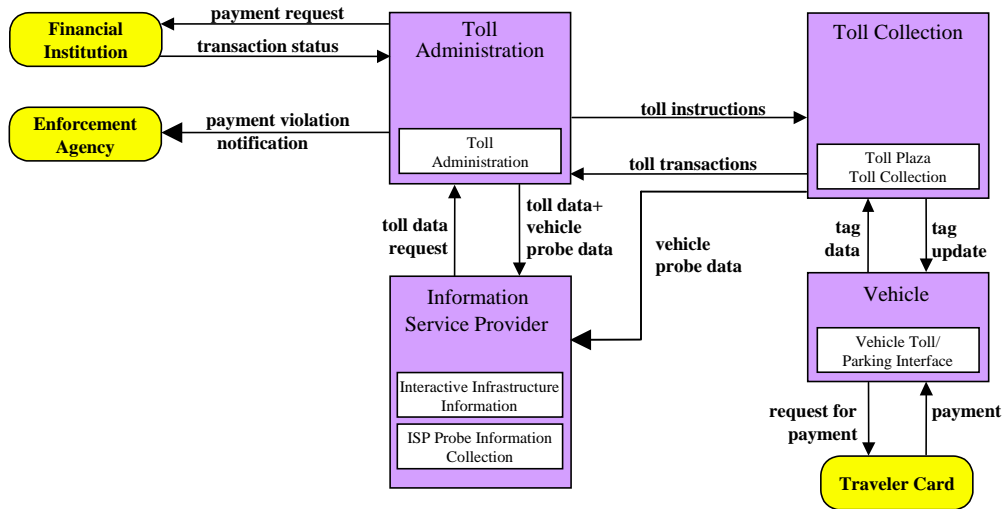 payment request
Financial
Institution
transaction status
Toll
Administration
Toll Collection
Enforcement
Agency
payment violation
notification
toll instructions
Toll
Administration
toll transactions
Toll Plaza
Toll Collection
toll data
request
toll data+
vehicle
probe data
vehicle
probe data
tag
data
tag
update
Information
Service Provider
Vehicle
Vehicle Toll/
Parking Interface
Interactive Infrastructure
Information
ISP Probe Information
Collection
request for
payment
payment
Traveler Card